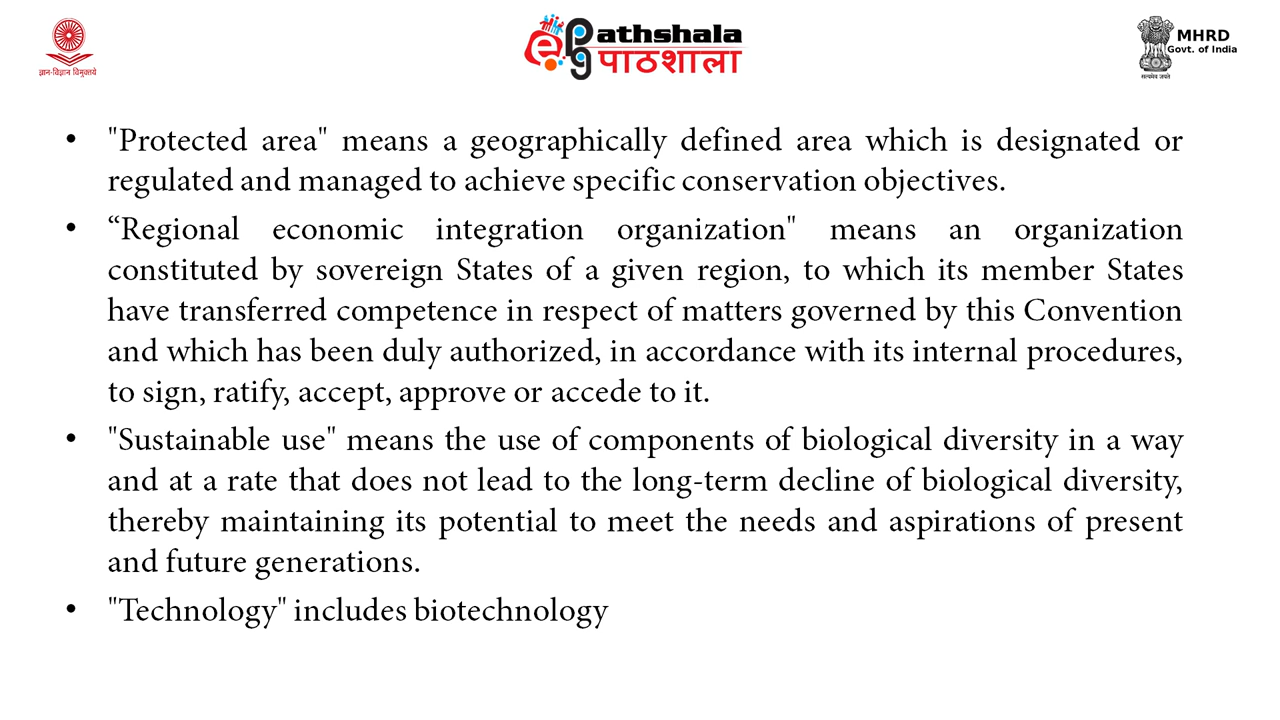 ज्ञान-विज्ञान विमुक्तये
e Pg athshala
पाठशाला
MHRD
Govt. of India
सत्यमेव जयते
• "Protected area" means a geographically defined area which is designated or
regulated and managed to achieve specific conservation objectives.
• “Regional economic integration organization" means an organization
constituted by sovereign States of a given region, to which its member States
have transferred competence in respect of matters governed by this Convention
and which has been duly authorized, in accordance with its internal procedures,
to sign, ratify, accept, approve or accede to it.
• "Sustainable use" means the use of components of biological diversity in a way
and at a rate that does not lead to the long-term decline of biological diversity,
thereby maintaining its potential to meet the needs and aspirations of present
and future generations.
• "Technology" includes biotechnology